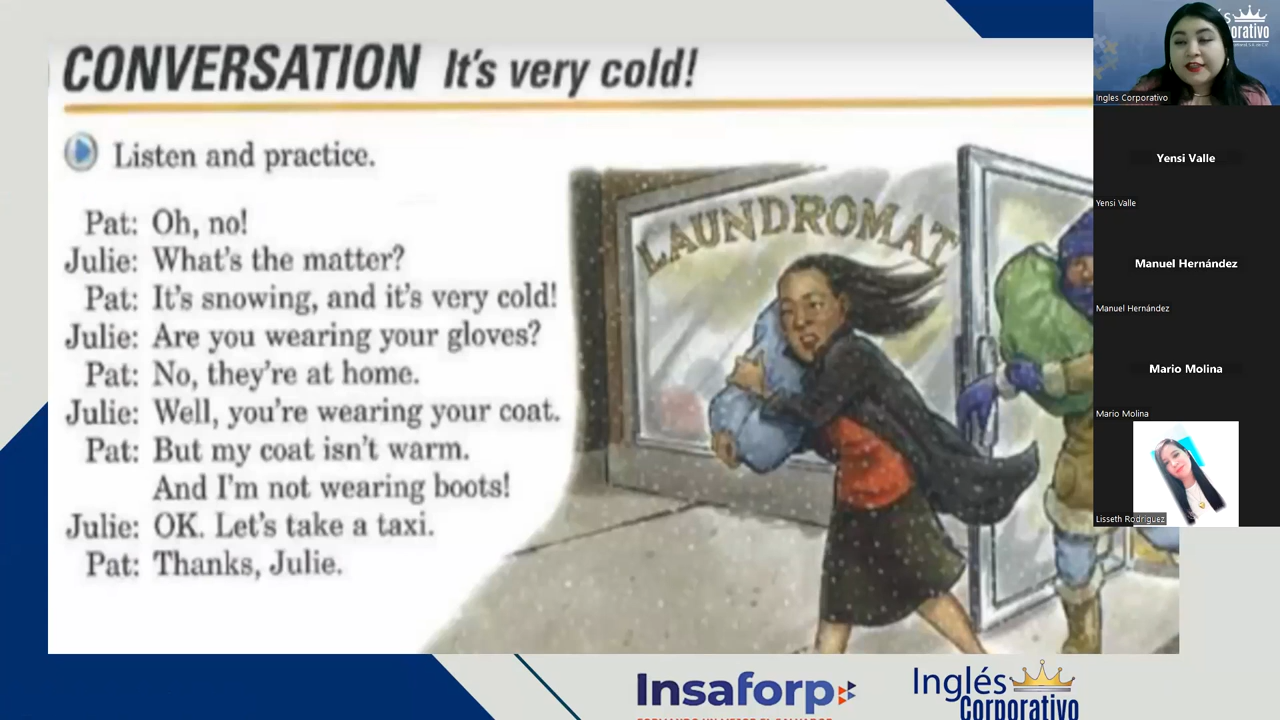 CONVERSATION It's very cold!
Listen and practice.
Pat: Oh, no!
Julie: What's the matter?
Pat: It's snowing, and it's very cold!
Julie: Are you wearing your gloves?
Pat: No, they're at home.
Julie: Well, you're wearing your coat.
Pat: But my coat isn't warm.
And I'm not wearing boots!
Julie: OK. Let's take a taxi.
Pat: Thanks, Julie.
LAUNDROMAT
Ingles Corporativo
Yensi Valle
Yensi Valle
Manuel Hernández
Manuel Hernández
Mario Molina
Mario Molina
Lisseth Rodriguez
Insaforp
Inglés
Corporativo